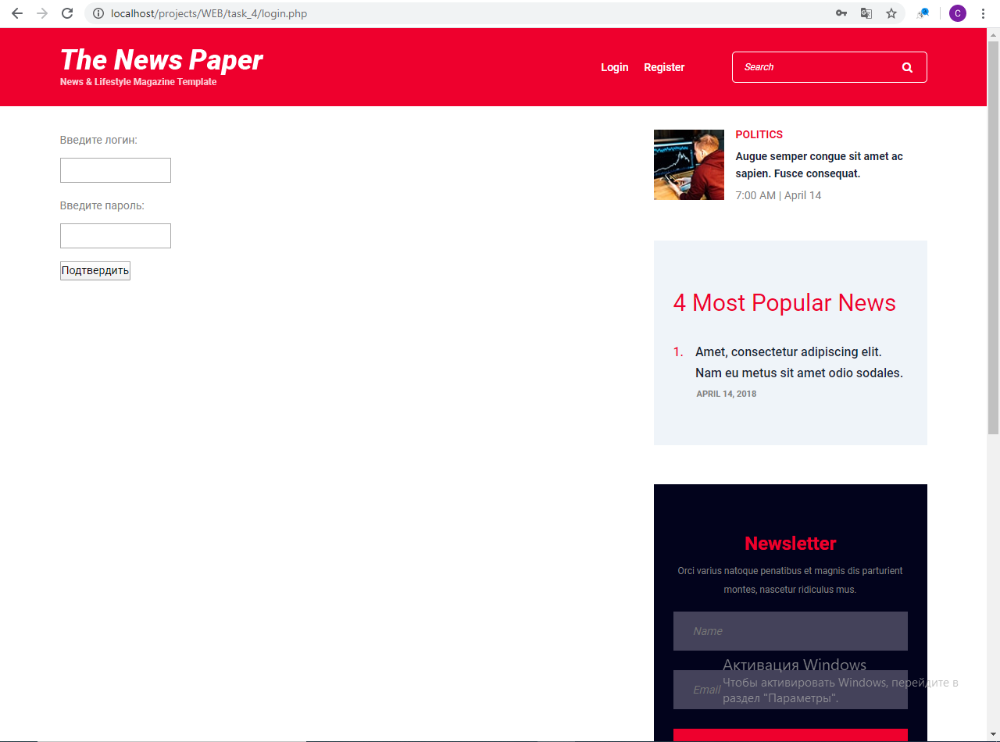 localhost/projects/WEB/task_4/login.php
C
The News Paper
News & Lifestyle Magazine Template
Login
Register
Search
Введите логин:
Введите пароль:
Подтвердить
POLITICS
Augue semper congue sit amet ac
sapien. Fusce consequat.
7:00 AM | April 14
4 Most Popular News
1. Amet, consectetur adipiscing elit.
Nam eu metus sit amet odio sodales.
APRIL 14, 2018
Newsletter
Orci varius natoque penatibus et magnis dis parturient
montes, nascetur ridiculus mus.
Name
Email
Активация Windows
Чтобы активировать Windows, перейдите в
раздел "Параметры".